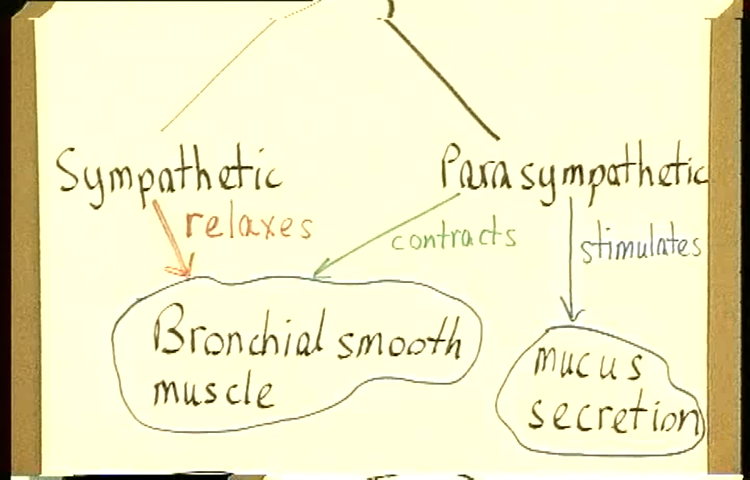 Sympathetic
Parasympathetic
relaxes
contracts
stimulates
Bronchial smooth
muscle
mucus
secretion